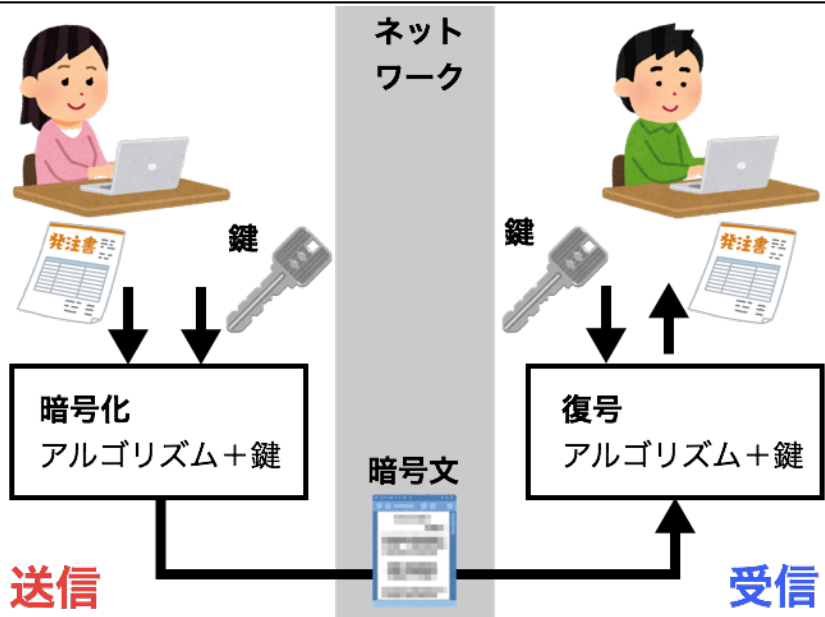 ネット
ワーク
発注書
鍵
鍵
発注書
暗号化
アルゴリズム＋鍵
復号
アルゴリズム＋鍵
暗号文
送信
受信